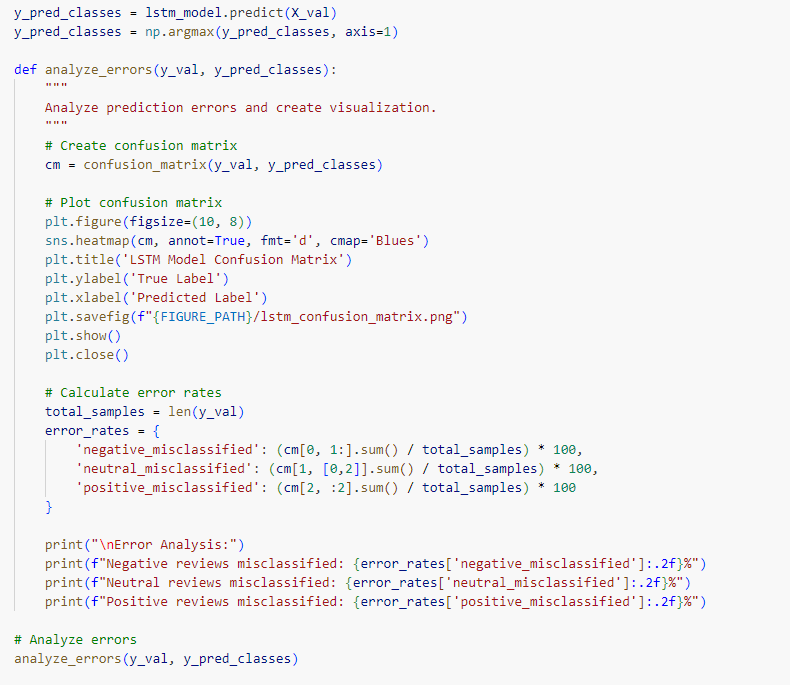 y_pred_classes = lstm_model.predict(X_val)
y_pred_classes = np.argmax(y_pred_classes, axis=1)
def analyze_errors(y_val, y_pred_classes):
"""
Analyze prediction errors and create visualization.
"""
# Create confusion matrix
cm = confusion_matrix(y_val, y_pred_classes)
# Plot confusion matrix
plt.figure(figsize=(10, 8))
sns.heatmap(cm, annot=True, fmt='d', cmap='Blues')
plt.title('LSTM Model Confusion Matrix')
plt.ylabel('True Label')
plt.xlabel('Predicted Label')
plt.savefig(f"{FIGURE_PATH}/lstm_confusion_matrix.png")
plt.show()
plt.close()
# Calculate error rates
total_samples = len(y_val)
error_rates = {
'negative_misclassified': (cm[0, 1:].sum() / total_samples) * 100,
'neutral_misclassified': (cm[1, [0,2]].sum() / total_samples) * 100,
'positive_misclassified': (cm[2, :2].sum() / total_samples) * 100
}
print("\nError Analysis:")
print(f"Negative reviews misclassified: {error_rates['negative_misclassified']:.2f}%")
print(f"Neutral reviews misclassified: {error_rates['neutral_misclassified']:.2f}%")
print(f"Positive reviews misclassified: {error_rates['positive_misclassified']:.2f}%")
# Analyze errors
analyze_errors(y_val, y_pred_classes)